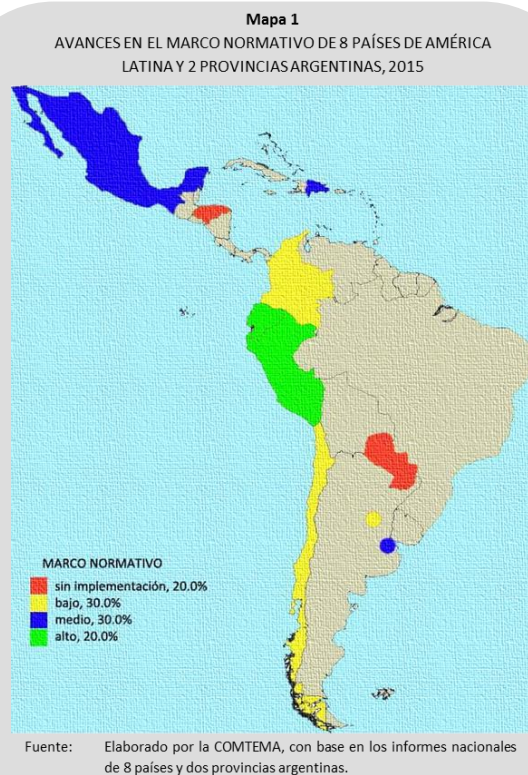 Mapa 1
AVANCES EN EL MARCO NORMATIVO DE 8 PAÍSES DE AMÉRICA
LATINA Y 2 PROVINCIAS ARGENTINAS, 2015
MARCO NORMATIVO
sin implementación, 20.0%
bajo, 30.0%
medio, 30.0%
alto, 20.0%
Fuente: Elaborado por la COMTEMA, con base en los informes nacionales
de 8 países y dos provincias argentinas.